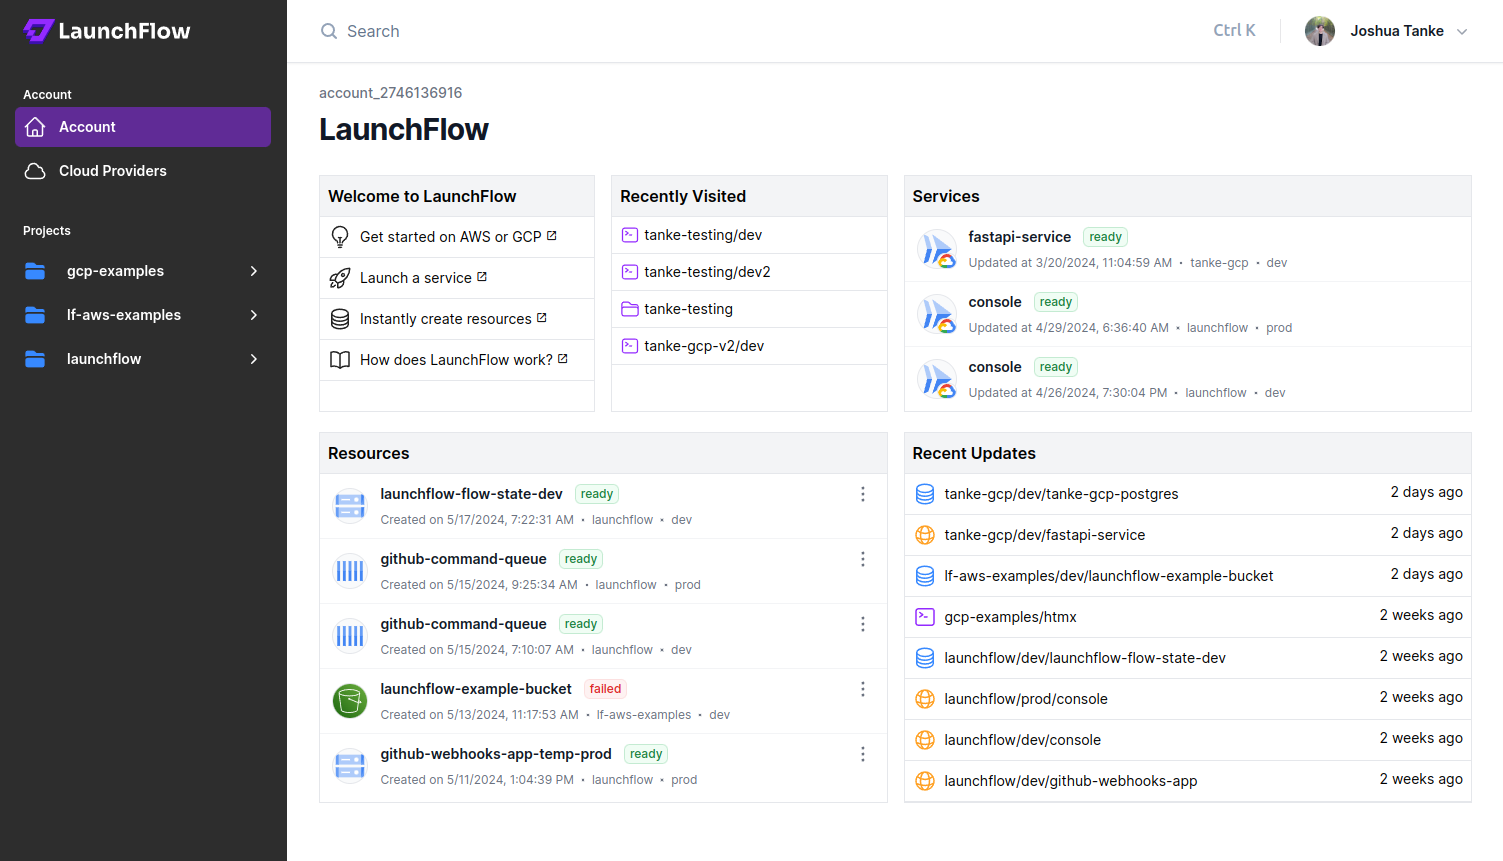 LaunchFlow
Search
Ctrl K
Joshua Tanke
Account
Account
Cloud Providers
Projects
gcp-examples
lf-aws-examples
launchflow
account_2746136916
LaunchFlow
Welcome to LaunchFlow
Get started on AWS or GCP
Launch a service
Instantly create resources
How does LaunchFlow work?
Recently Visited
tanke-testing/dev
tanke-testing/dev2
tanke-testing
tanke-gcp-v2/dev
Services
fastapi-service ready
Updated at 3/20/2024, 11:04:59 AM • tanke-gcp • dev
console ready
Updated at 4/29/2024, 6:36:40 AM • launchflow • prod
console ready
Updated at 4/26/2024, 7:30:04 PM • launchflow • dev
Resources
launchflow-flow-state-dev ready
Created on 5/17/2024, 7:22:31 AM • launchflow • dev
github-command-queue ready
Created on 5/15/2024, 9:25:34 AM • launchflow • prod
github-command-queue ready
Created on 5/15/2024, 7:10:07 AM • launchflow • dev
launchflow-example-bucket failed
Created on 5/13/2024, 11:17:53 AM • lf-aws-examples • dev
github-webhooks-app-temp-prod ready
Created on 5/11/2024, 1:04:39 PM • launchflow • prod
Recent Updates
tanke-gcp/dev/tanke-gcp-postgres 2 days ago
tanke-gcp/dev/fastapi-service 2 days ago
lf-aws-examples/dev/launchflow-example-bucket 2 days ago
gcp-examples/htmx 2 weeks ago
launchflow/dev/launchflow-flow-state-dev 2 weeks ago
launchflow/prod/console 2 weeks ago
launchflow/dev/console 2 weeks ago
launchflow/dev/github-webhooks-app 2 weeks ago